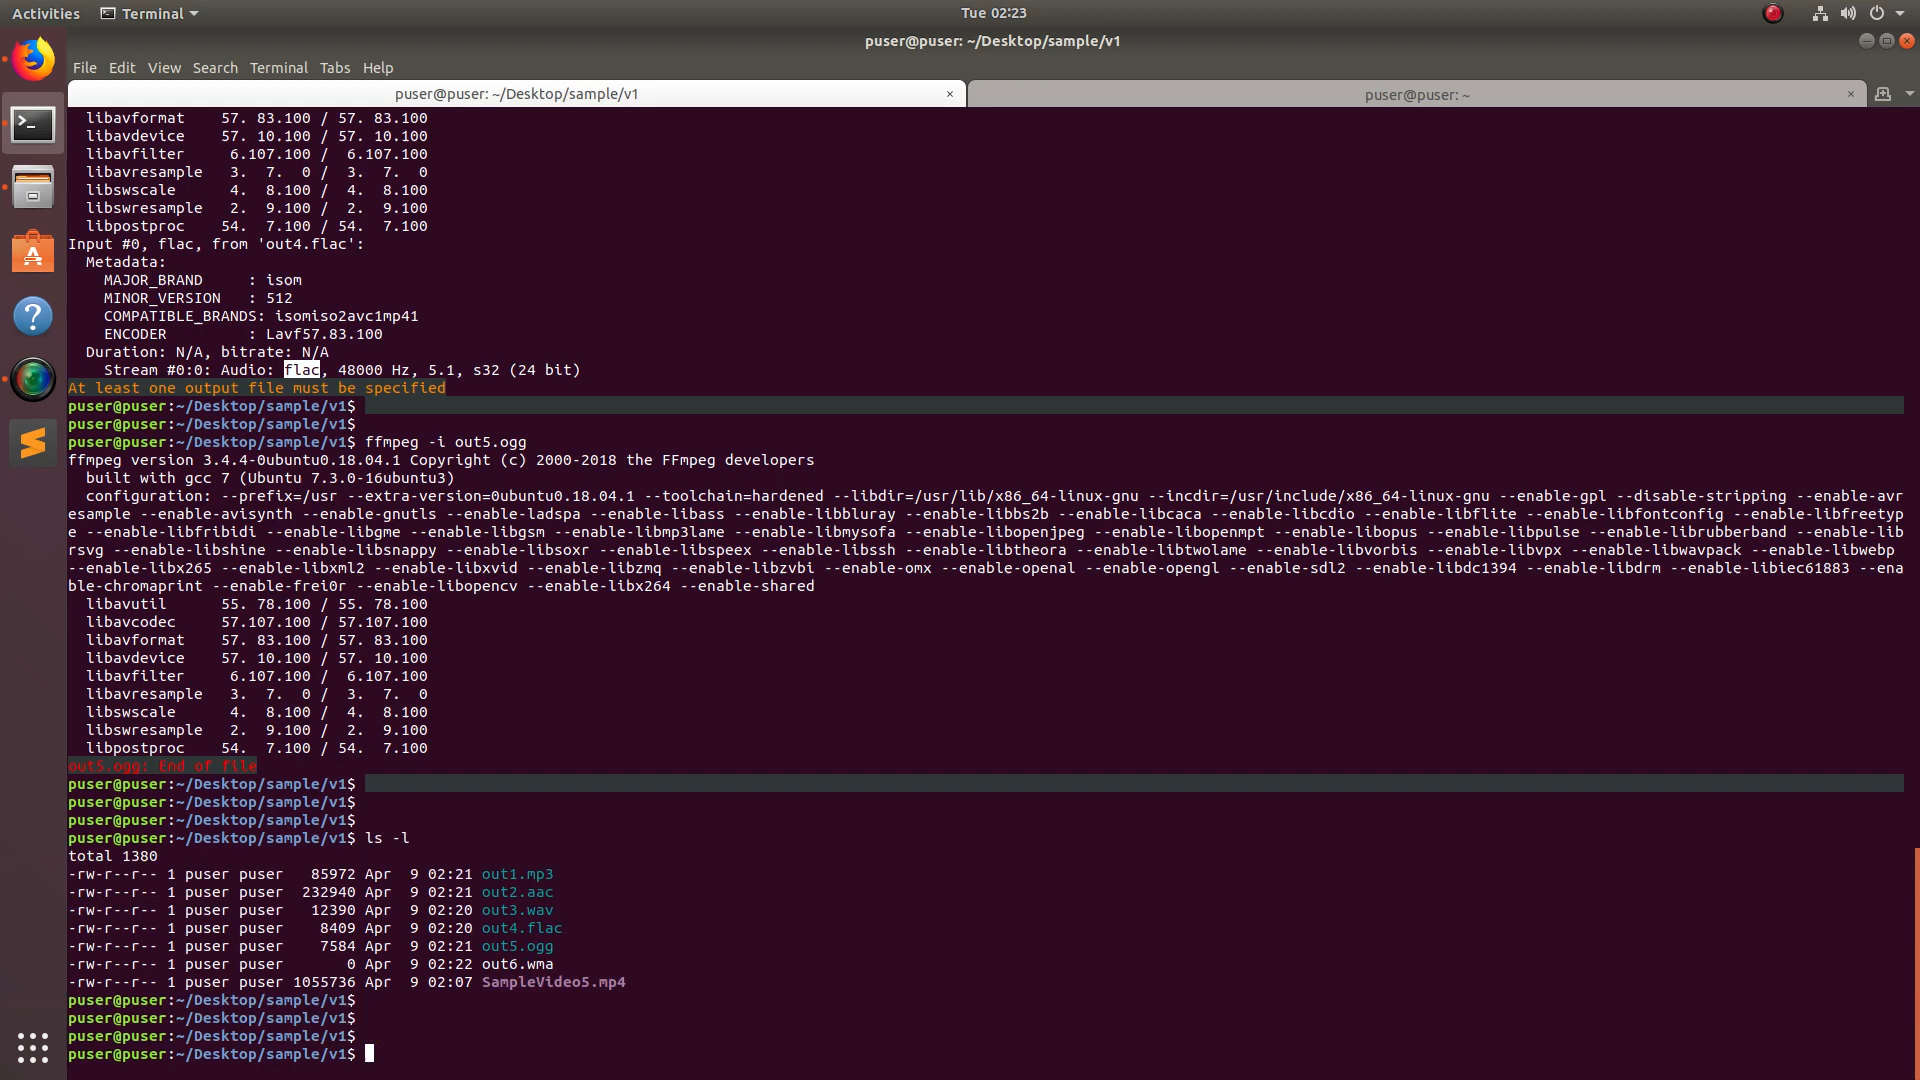 Activities Terminal Tue 02:23
puser@puser: ~/Desktop/sample/v1
File Edit View Search Terminal Tabs Help
puser@puser: ~/Desktop/sample/v1 × puser@puser: ~ ×
libavformat    57. 83.100 / 57. 83.100
libavdevice    57. 10.100 / 57. 10.100
libavfilter     6.107.100 /  6.107.100
libavresample   3.  7.  0 /  3.  7.  0
libswscale      4.  8.100 /  4.  8.100
libswresample   2.  9.100 /  2.  9.100
libpostproc    54.  7.100 / 54.  7.100
Input #0, flac, from 'out4.flac':
Metadata:
MAJOR_BRAND     : isom
MINOR_VERSION   : 512
COMPATIBLE_BRANDS: isomiso2avc1mp41
ENCODER         : Lavf57.83.100
Duration: N/A, bitrate: N/A
Stream #0:0: Audio: flac, 48000 Hz, 5.1, s32 (24 bit)
At least one output file must be specified
puser@puser:~/Desktop/sample/v1$
puser@puser:~/Desktop/sample/v1$
puser@puser:~/Desktop/sample/v1$ ffmpeg -i out5.ogg
ffmpeg version 3.4.4-0ubuntu0.18.04.1 Copyright (c) 2000-2018 the FFmpeg developers
built with gcc 7 (Ubuntu 7.3.0-16ubuntu3)
configuration: --prefix=/usr --extra-version=0ubuntu0.18.04.1 --toolchain=hardened --libdir=/usr/lib/x86_64-linux-gnu --incdir=/usr/include/x86_64-linux-gnu --enable-gpl --disable-stripping --enable-avr
esample --enable-avisynth --enable-gnutls --enable-ladspa --enable-libass --enable-libbluray --enable-libbs2b --enable-libcaca --enable-libcdio --enable-libflite --enable-libfontconfig --enable-libfreetyp
e --enable-libfribidi --enable-libgme --enable-libgsm --enable-libmp3lame --enable-libmysofa --enable-libopenjpeg --enable-libopenmpt --enable-libopus --enable-libpulse --enable-librubberband --enable-lib
rsvg --enable-libshine --enable-libsnappy --enable-libsoxr --enable-libspeex --enable-libssh --enable-libtheora --enable-libtwolame --enable-libvorbis --enable-libvpx --enable-libwavpack --enable-libwebp
--enable-libx265 --enable-libxml2 --enable-libxvid --enable-libzmq --enable-libzvbi --enable-omx --enable-openal --enable-opengl --enable-sdl2 --enable-libdc1394 --enable-libdrm --enable-libiec61883 --ena
ble-chromaprint --enable-frei0r --enable-libopencv --enable-libx264 --enable-shared
libavutil      55. 78.100 / 55. 78.100
libavcodec     57.107.100 / 57.107.100
libavformat    57. 83.100 / 57. 83.100
libavdevice    57. 10.100 / 57. 10.100
libavfilter     6.107.100 /  6.107.100
libavresample   3.  7.  0 /  3.  7.  0
libswscale      4.  8.100 /  4.  8.100
libswresample   2.  9.100 /  2.  9.100
libpostproc    54.  7.100 / 54.  7.100
out5.ogg: End of file
puser@puser:~/Desktop/sample/v1$
puser@puser:~/Desktop/sample/v1$
puser@puser:~/Desktop/sample/v1$
puser@puser:~/Desktop/sample/v1$ ls -l
total 1380
-rw-r--r-- 1 puser puser   85972 Apr  9 02:21 out1.mp3
-rw-r--r-- 1 puser puser  232940 Apr  9 02:21 out2.aac
-rw-r--r-- 1 puser puser   12390 Apr  9 02:20 out3.wav
-rw-r--r-- 1 puser puser    8409 Apr  9 02:20 out4.flac
-rw-r--r-- 1 puser puser    7584 Apr  9 02:21 out5.ogg
-rw-r--r-- 1 puser puser       0 Apr  9 02:22 out6.wma
-rw-r--r-- 1 puser puser 1055736 Apr  9 02:07 SampleVideo5.mp4
puser@puser:~/Desktop/sample/v1$
puser@puser:~/Desktop/sample/v1$
puser@puser:~/Desktop/sample/v1$
puser@puser:~/Desktop/sample/v1$